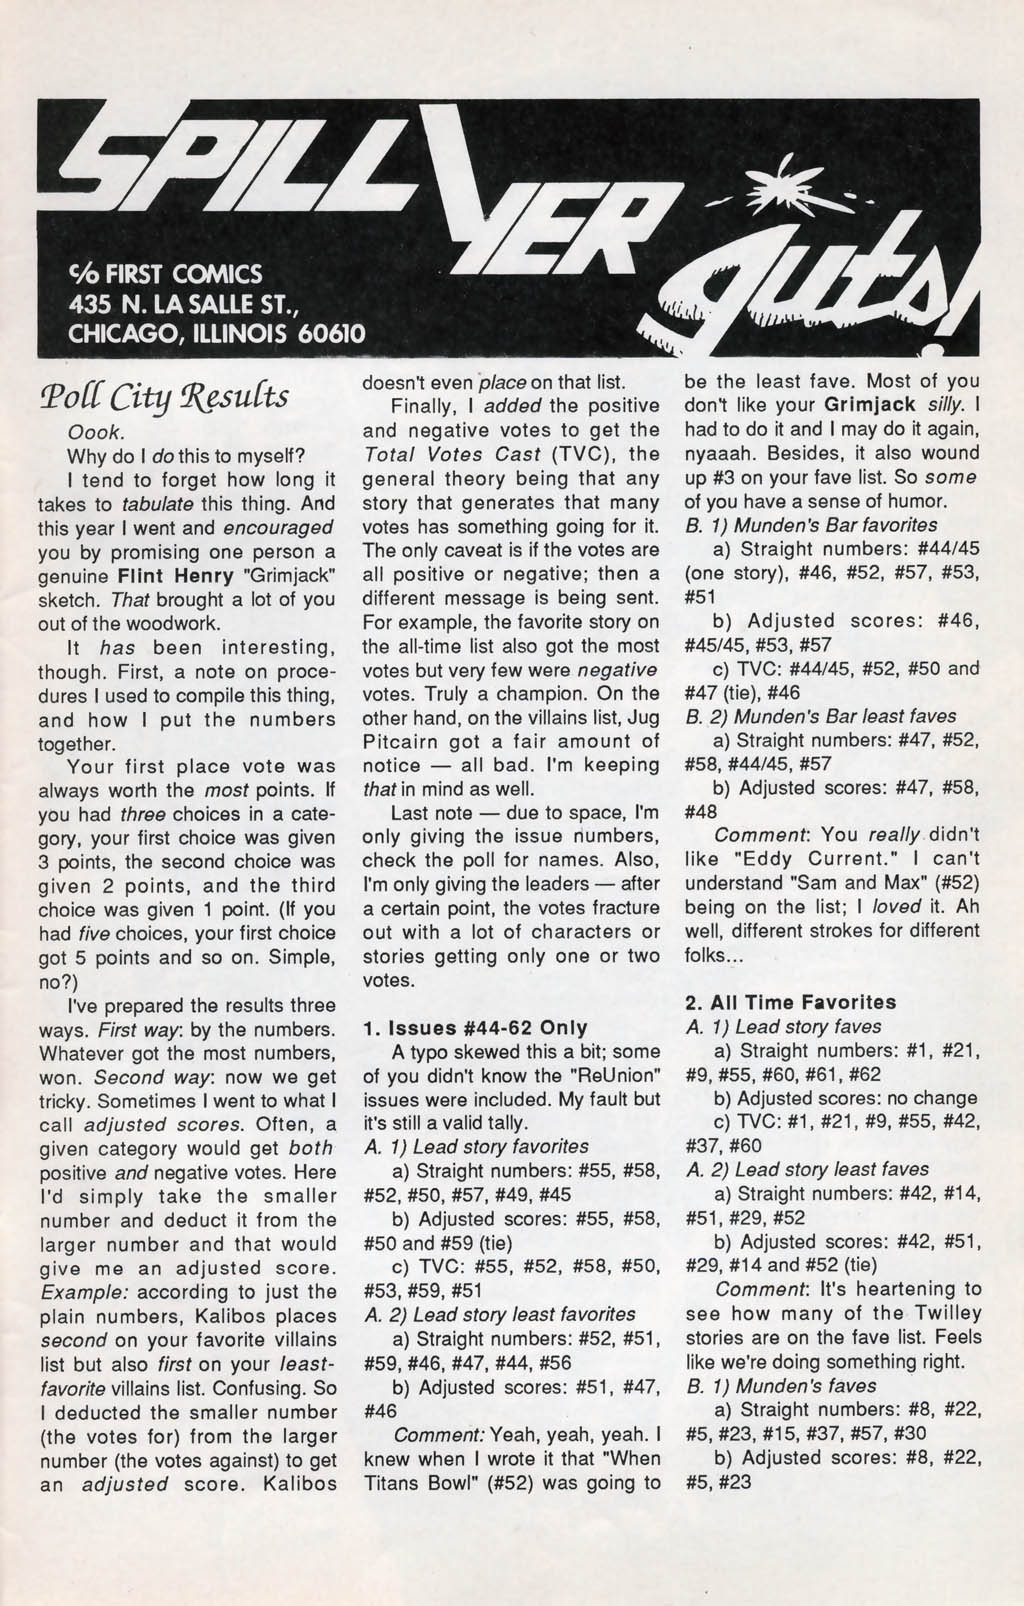 SPILL YER guts!
c/o FIRST COMICS
435 N. LA SALLE ST.,
CHICAGO, ILLINOIS 60610
Poll City Results
Oook.
Why do I do this to myself?
I tend to forget how long it
takes to tabulate this thing. And
this year I went and encouraged
you by promising one person a
genuine Flint Henry "Grimjack"
sketch. That brought a lot of you
out of the woodwork.
It has been interesting,
though. First, a note on proce-
dures I used to compile this thing,
and how I put the numbers
together.
Your first place vote was
always worth the most points. If
you had three choices in a cate-
gory, your first choice was given
3 points, the second choice was
given 2 points, and the third
choice was given 1 point. (If you
had five choices, your first choice
got 5 points and so on. Simple,
no?)
I've prepared the results three
ways. First way: by the numbers.
Whatever got the most numbers,
won. Second way: now we get
tricky. Sometimes I went to what I
call adjusted scores. Often, a
given category would get both
positive and negative votes. Here
I'd simply take the smaller
number and deduct it from the
larger number and that would
give me an adjusted score.
Example: according to just the
plain numbers, Kalibos places
second on your favorite villains
list but also first on your least-
favorite villains list. Confusing. So
I deducted the smaller number
(the votes for) from the larger
number (the votes against) to get
an adjusted score. Kalibos
doesn't even place on that list.
Finally, I added the positive
and negative votes to get the
Total Votes Cast (TVC), the
general theory being that any
story that generates that many
votes has something going for it.
The only caveat is if the votes are
all positive or negative; then a
different message is being sent.
For example, the favorite story on
the all-time list also got the most
votes but very few were negative
votes. Truly a champion. On the
other hand, on the villains list, Jug
Pitcairn got a fair amount of
notice — all bad. I'm keeping
that in mind as well.
Last note — due to space, I'm
only giving the issue numbers,
check the poll for names. Also,
I'm only giving the leaders — after
a certain point, the votes fracture
out with a lot of characters or
stories getting only one or two
votes.
1. Issues #44-62 Only
A typo skewed this a bit; some
of you didn't know the "ReUnion"
issues were included. My fault but
it's still a valid tally.
A. 1) Lead story favorites
a) Straight numbers: #55, #58,
#52, #50, #57, #49, #45
b) Adjusted scores: #55, #58,
#50 and #59 (tie)
c) TVC: #55, #52, #58, #50,
#53, #59, #51
A. 2) Lead story least favorites
a) Straight numbers: #52, #51,
#59, #46, #47, #44, #56
b) Adjusted scores: #51, #47,
#46
Comment: Yeah, yeah, yeah. I
knew when I wrote it that "When
Titans Bowl" (#52) was going to
be the least fave. Most of you
don't like your Grimjack silly. I
had to do it and I may do it again,
nyaaah. Besides, it also wound
up #3 on your fave list. So some
of you have a sense of humor.
B. 1) Munden's Bar favorites
a) Straight numbers: #44/45
(one story), #46, #52, #57, #53,
#51
b) Adjusted scores: #46,
#45/45, #53, #57
c) TVC: #44/45, #52, #50 and
#47 (tie), #46
B. 2) Munden's Bar least faves
a) Straight numbers: #47, #52,
#58, #44/45, #57
b) Adjusted scores: #47, #58,
#48
Comment: You really didn't
like "Eddy Current." I can't
understand "Sam and Max" (#52)
being on the list; I loved it. Ah
well, different strokes for different
folks...
2. All Time Favorites
A. 1) Lead story faves
a) Straight numbers: #1, #21,
#9, #55, #60, #61, #62
b) Adjusted scores: no change
c) TVC: #1, #21, #9, #55, #42,
#37, #60
A. 2) Lead story least faves
a) Straight numbers: #42, #14,
#51, #29, #52
b) Adjusted scores: #42, #51,
#29, #14 and #52 (tie)
Comment: It's heartening to
see how many of the Twilley
stories are on the fave list. Feels
like we're doing something right.
B. 1) Munden's faves
a) Straight numbers: #8, #22,
#5, #23, #15, #37, #57, #30
b) Adjusted scores: #8, #22,
#5, #23